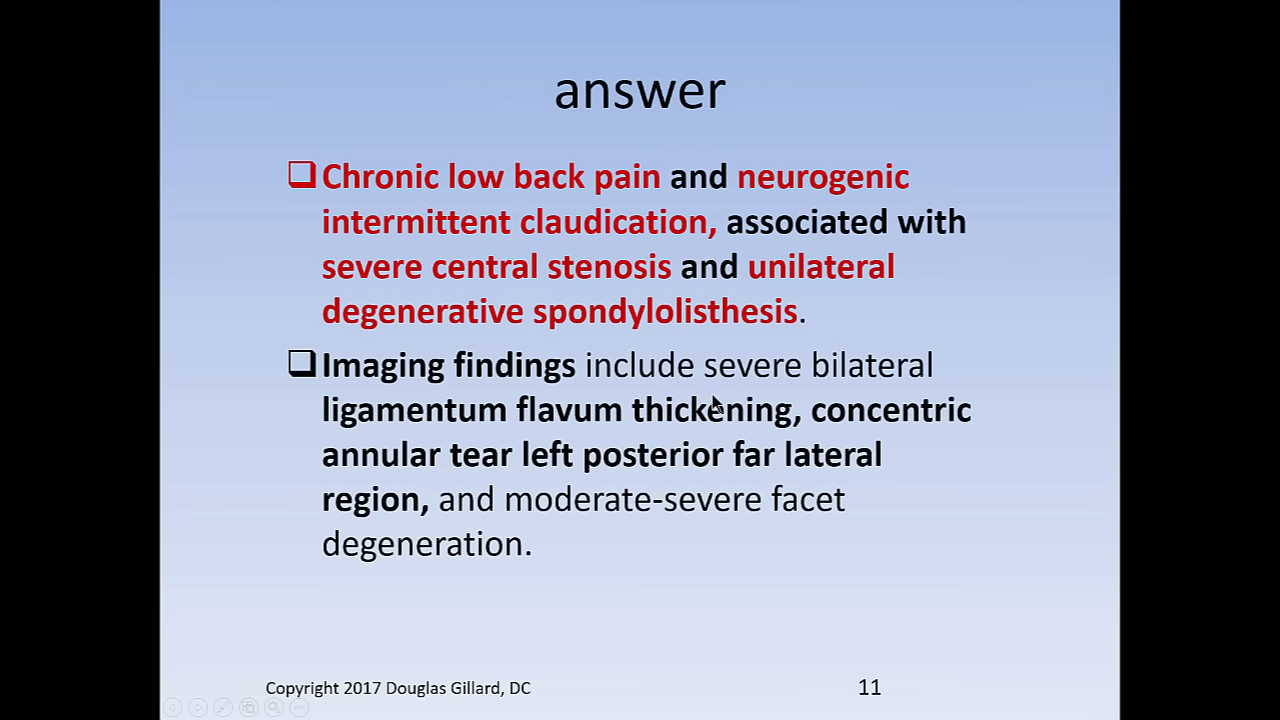 answer
Chronic low back pain and neurogenic
intermittent claudication, associated with
severe central stenosis and unilateral
degenerative spondylolisthesis.
Imaging findings include severe bilateral
ligamentum flavum thickening, concentric
annular tear left posterior far lateral
region, and moderate-severe facet
degeneration.
Copyright 2017 Douglas Gillard, DC
11